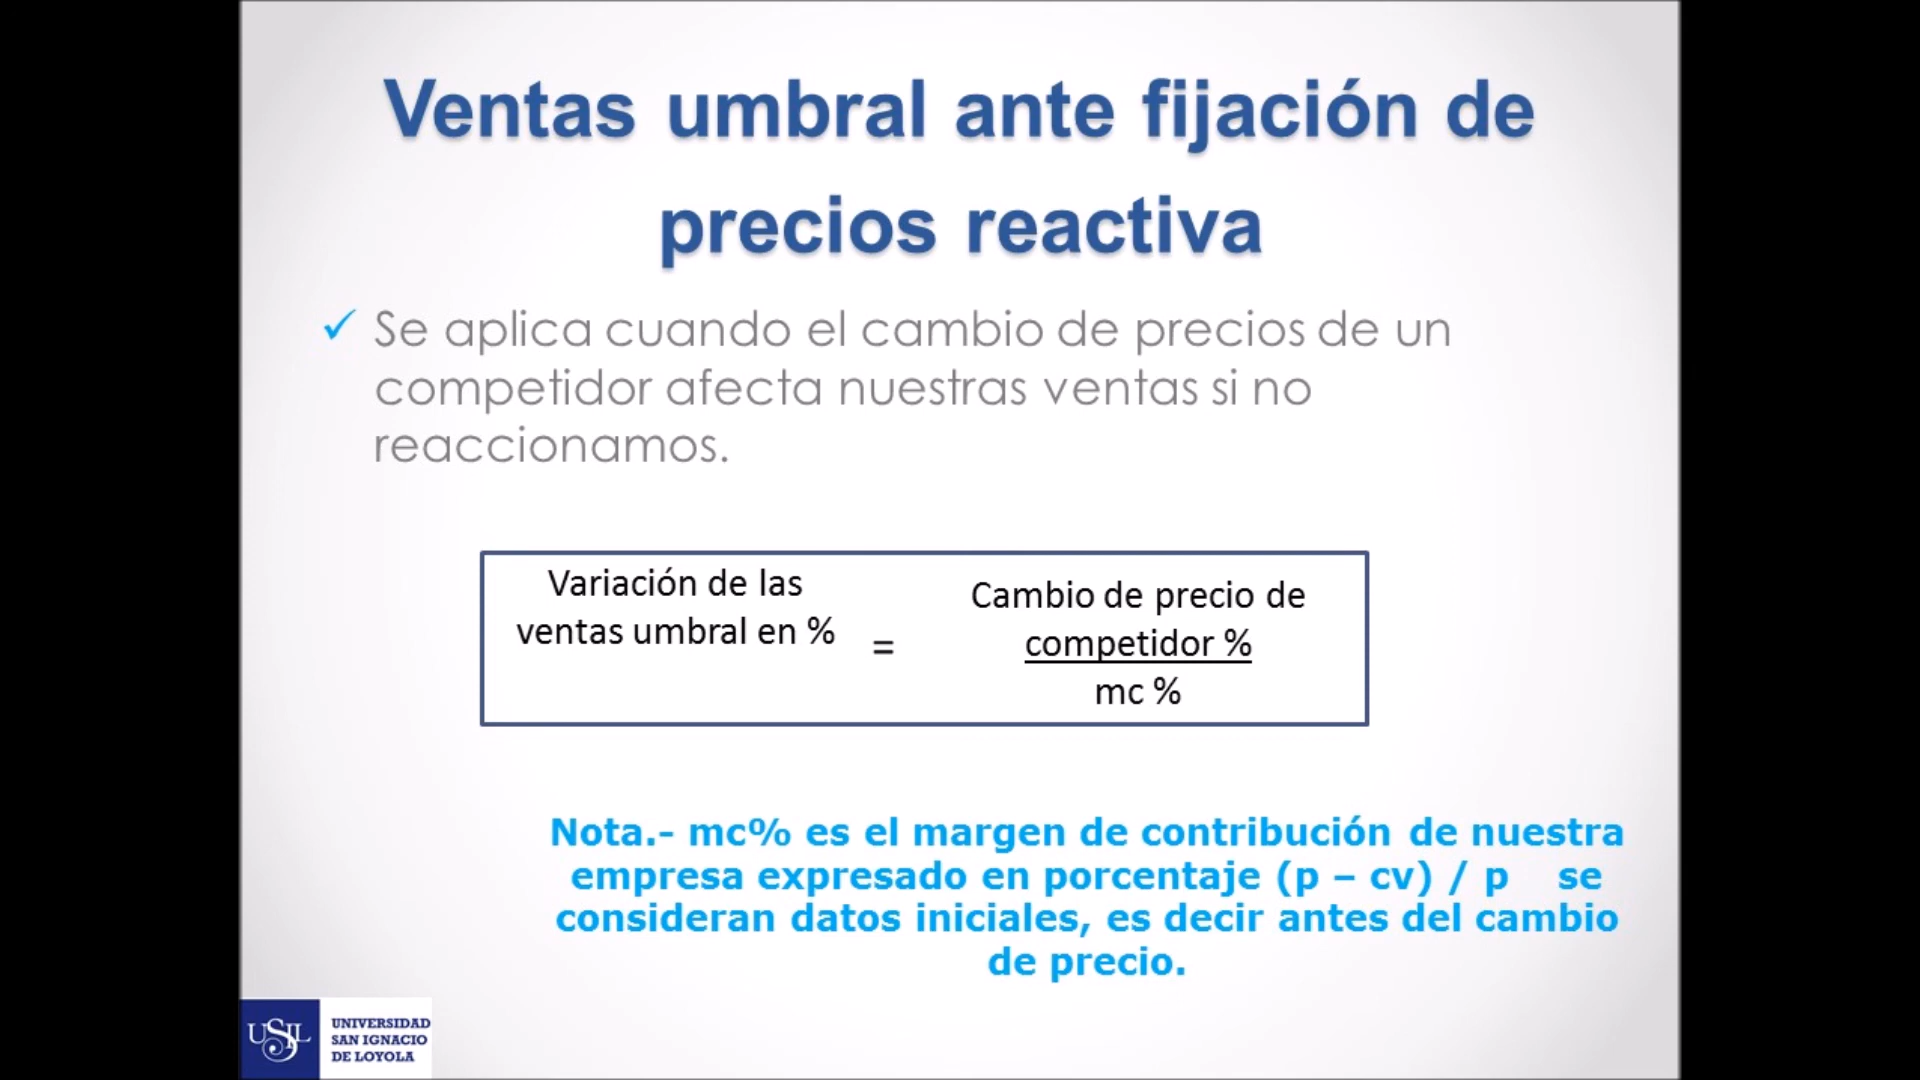 Ventas umbral ante fijación de
precios reactiva
✓ Se aplica cuando el cambio de precios de un
competidor afecta nuestras ventas si no
reaccionamos.
Variación de las
ventas umbral en %
=
Cambio de precio de
competidor %
mc %
Nota.- mc% es el margen de contribución de nuestra
empresa expresado en porcentaje (p – cv) / p se
consideran datos iniciales, es decir antes del cambio
de precio.
USIL
UNIVERSIDAD
SAN IGNACIO
DE LOYOLA